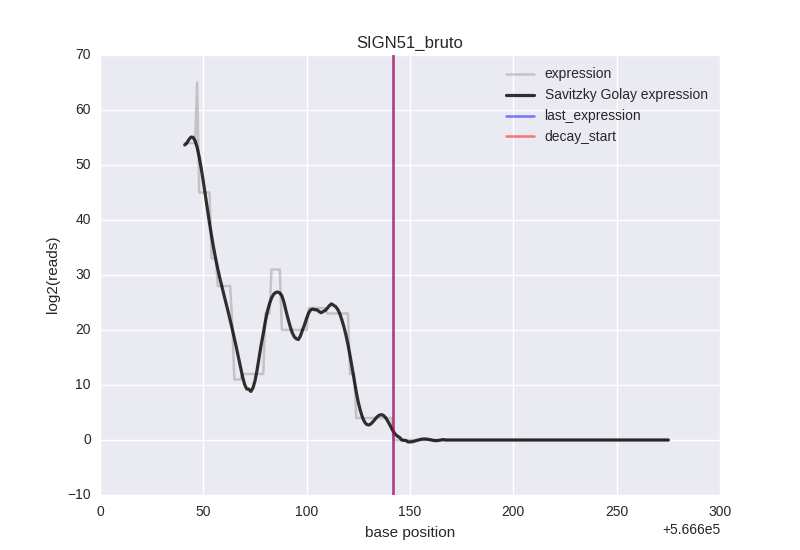 SIGN51_bruto
70
60
50
40
30
20
10
0
−10
log2(reads)
expression
Savitzky Golay expression
last_expression
decay_start
0 50 100 150 200 250 300
+5.666e5
base position